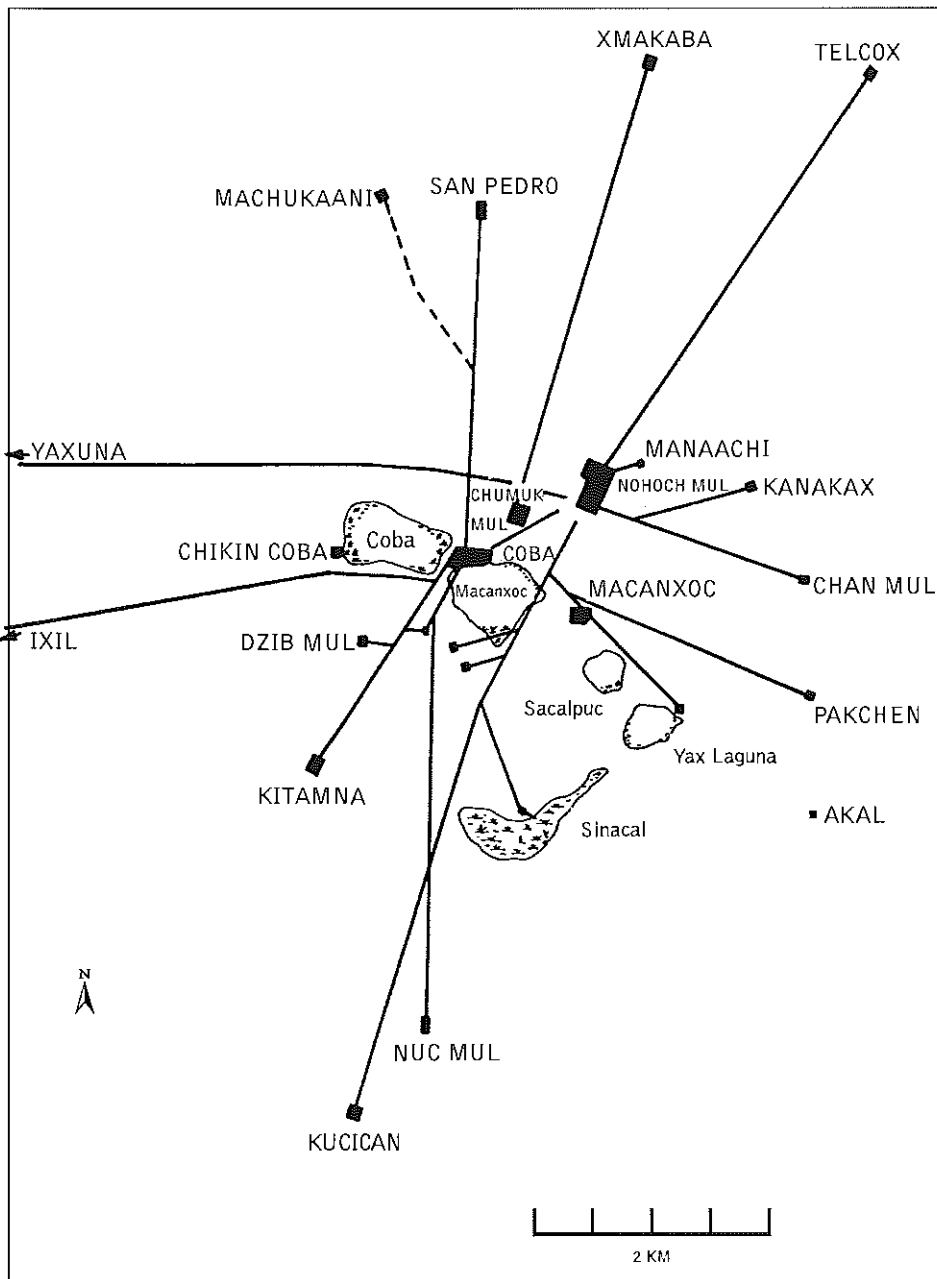 XMAKABA
TELCOX
MACHUKAANI
SAN PEDRO
YAXUNA
MANAACHI
NOHOCH MUL
KANAKAX
CHUMUK
MUL
Coba
CHIKIN COBA
COBA
CHAN MUL
Macanxoc
MACANXOC
IXIL
DZIB MUL
Sacalpuc
PAKCHEN
Yax Laguna
KITAMNA
Sinacal
AKAL
N
NUC MUL
KUCICAN
2 KM